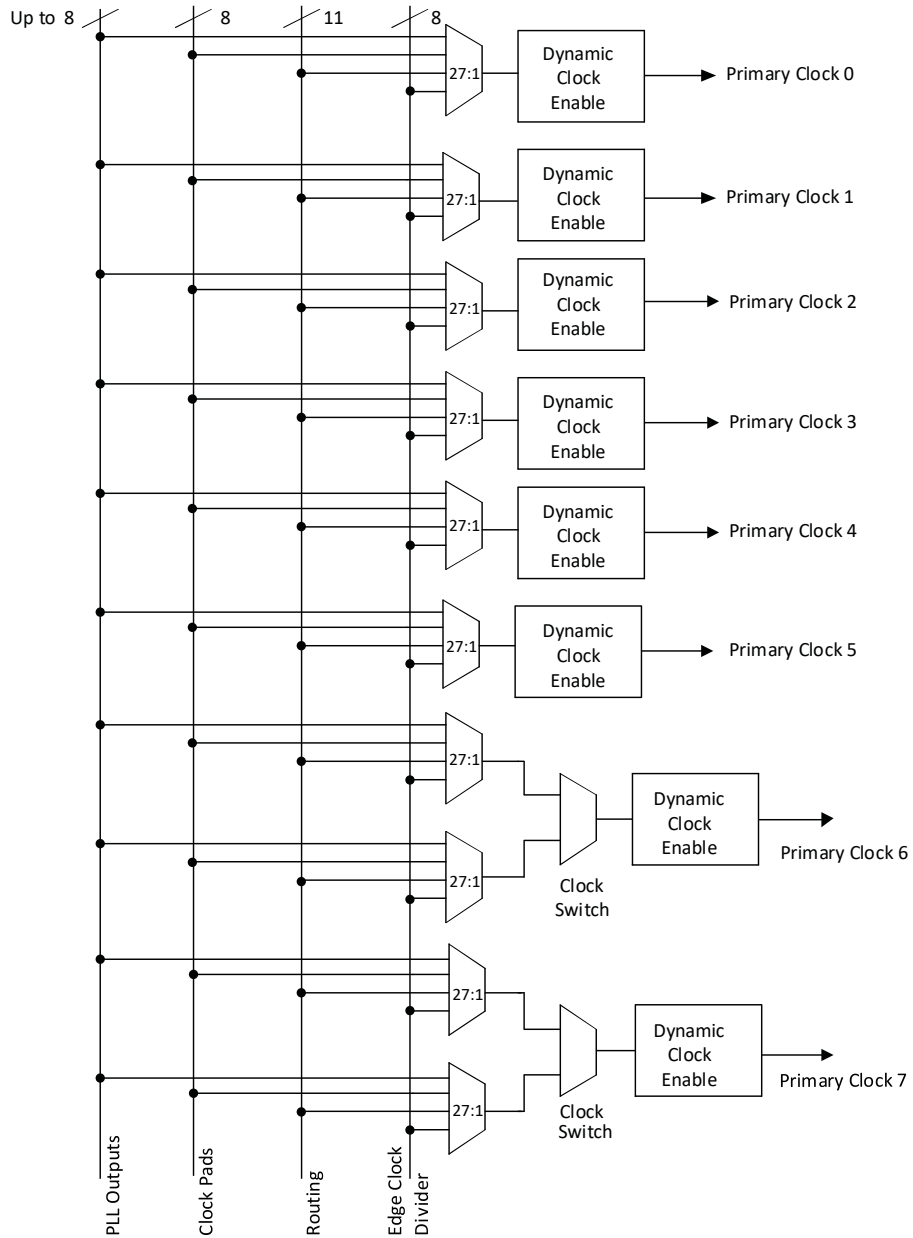 Up to 8
8
11
8
27:1
Dynamic
Clock
Enable
Primary Clock 0
27:1
Dynamic
Clock
Enable
Primary Clock 1
27:1
Dynamic
Clock
Enable
Primary Clock 2
27:1
Dynamic
Clock
Enable
Primary Clock 3
27:1
Dynamic
Clock
Enable
Primary Clock 4
27:1
Dynamic
Clock
Enable
Primary Clock 5
27:1
27:1
Clock
Switch
Dynamic
Clock
Enable
Primary Clock 6
27:1
27:1
Clock
Switch
Dynamic
Clock
Enable
Primary Clock 7
PLL Outputs
Clock Pads
Routing
Edge Clock
Divider